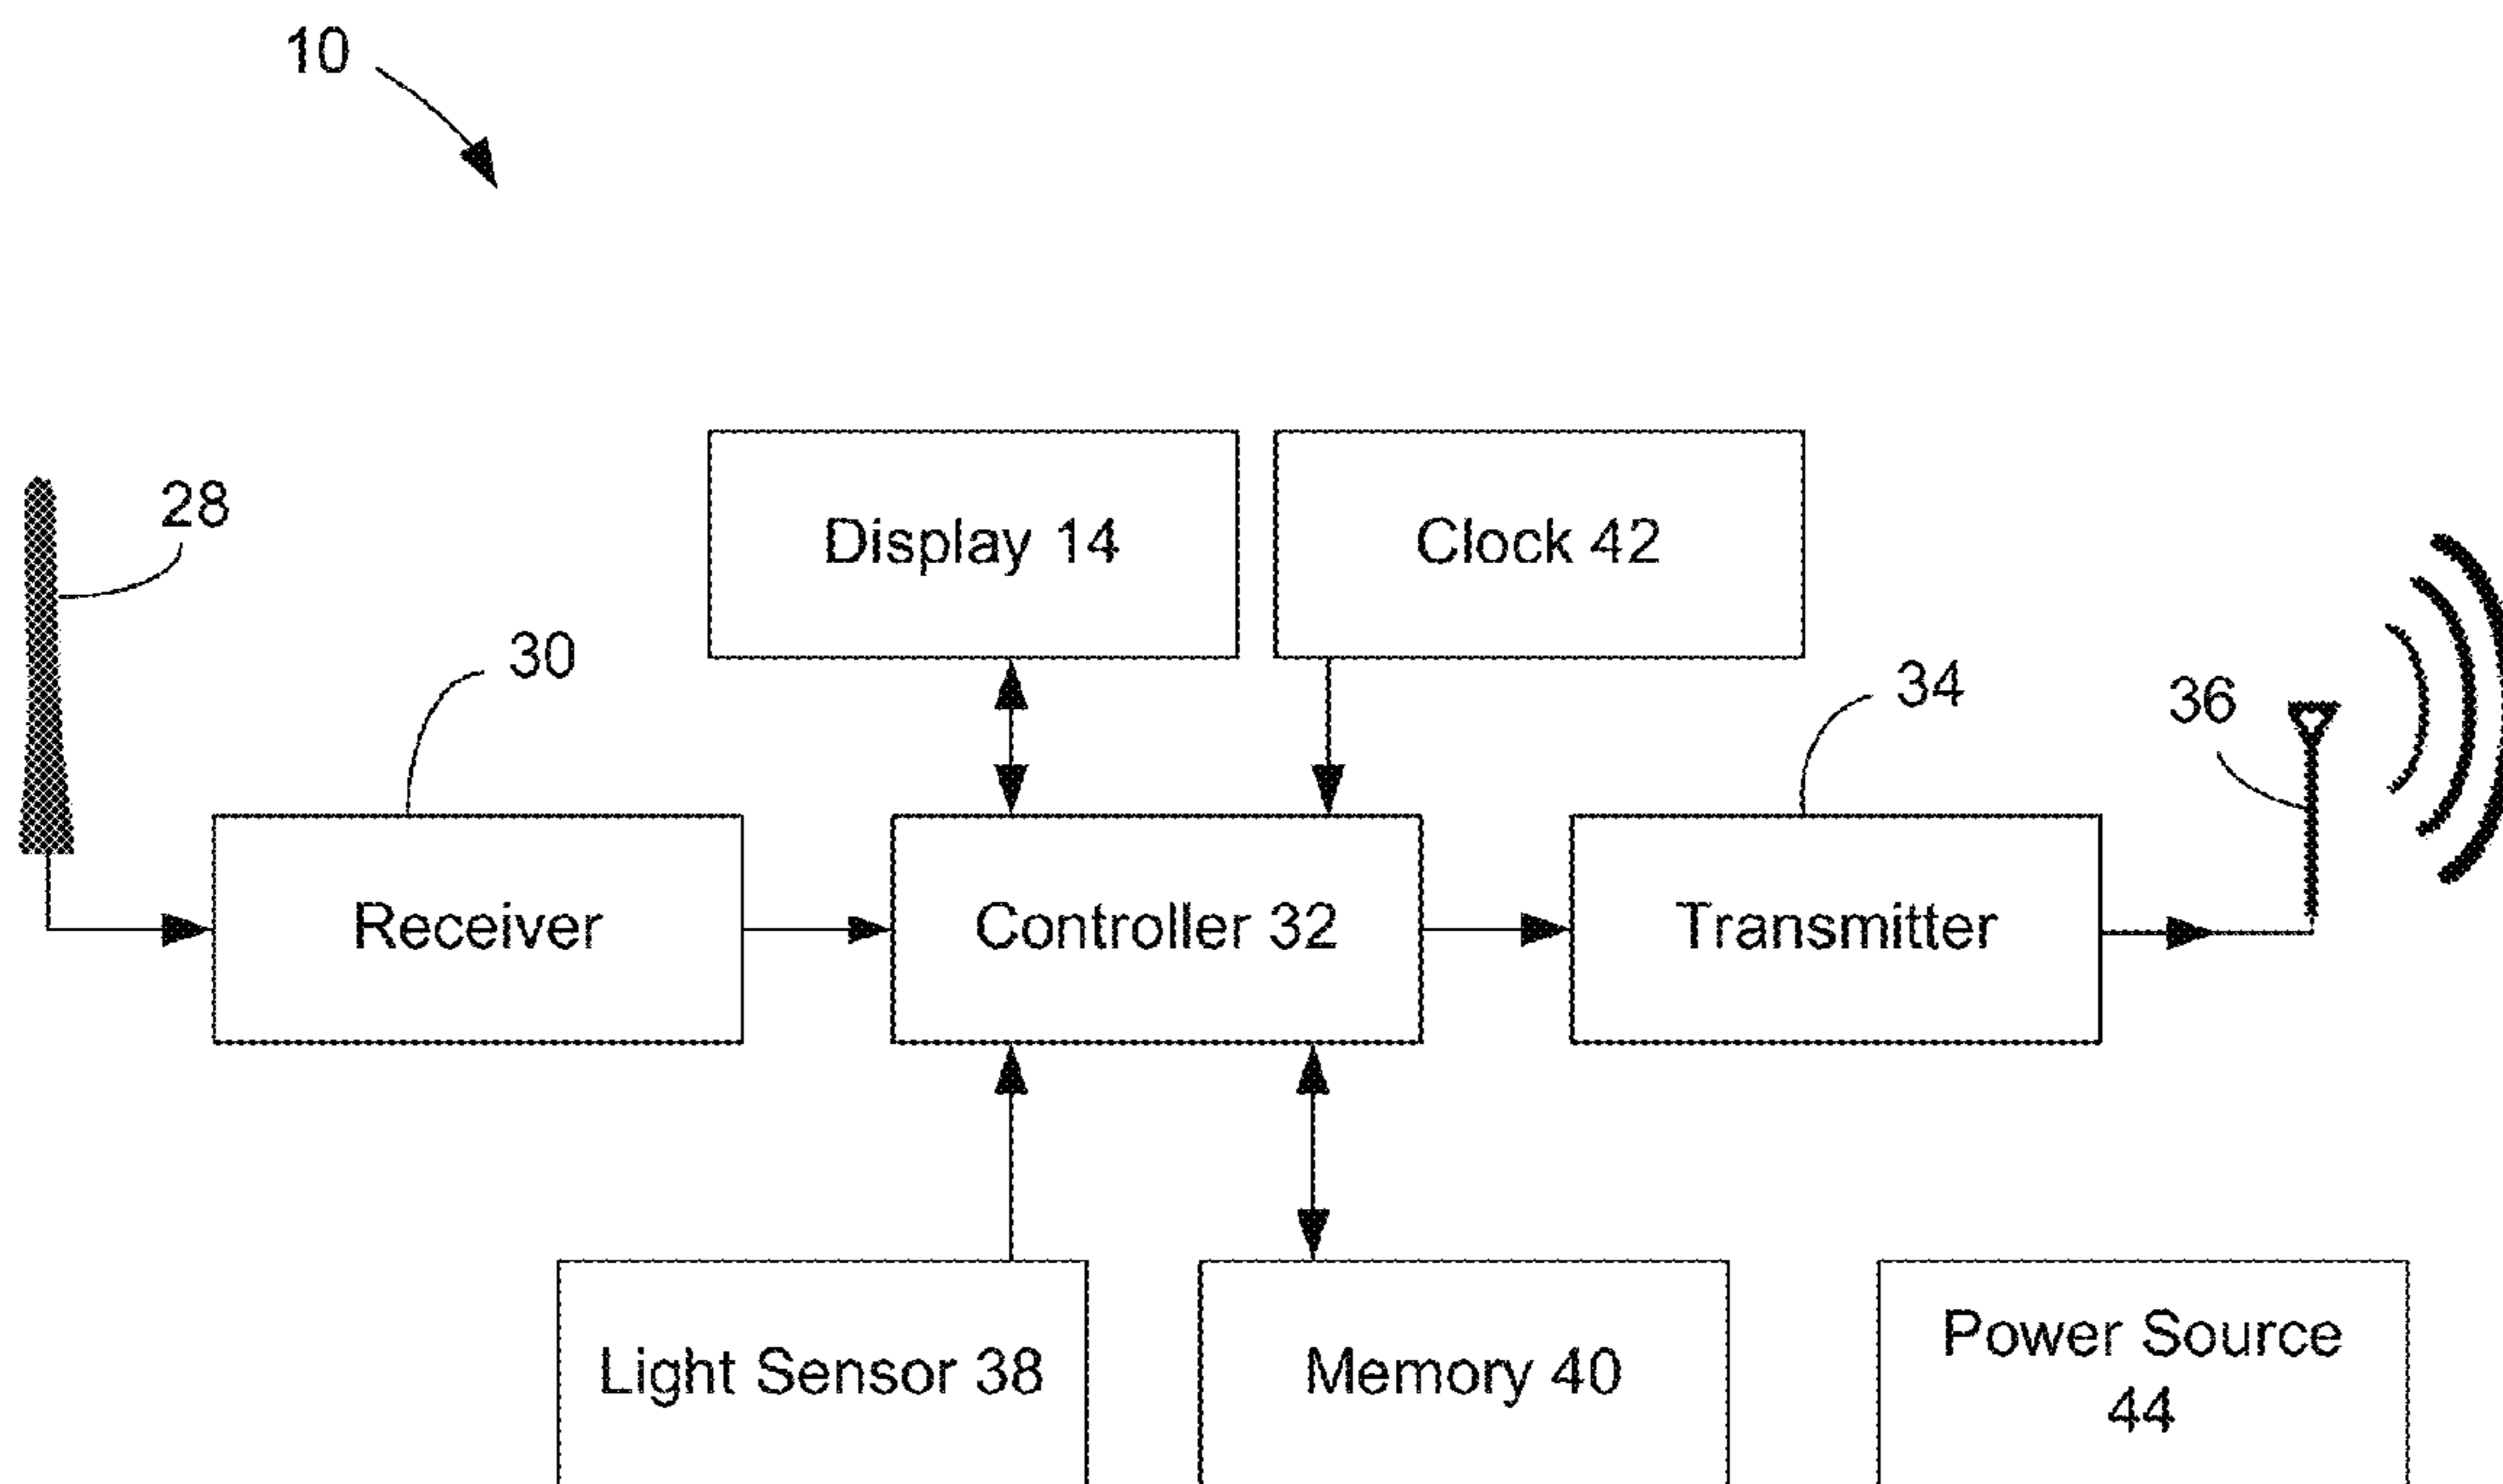 10
28
Display 14
Clock 42
30
34
36
Receiver
Controller 32
Transmitter
Light Sensor 38
Memory 40
Power Source
44